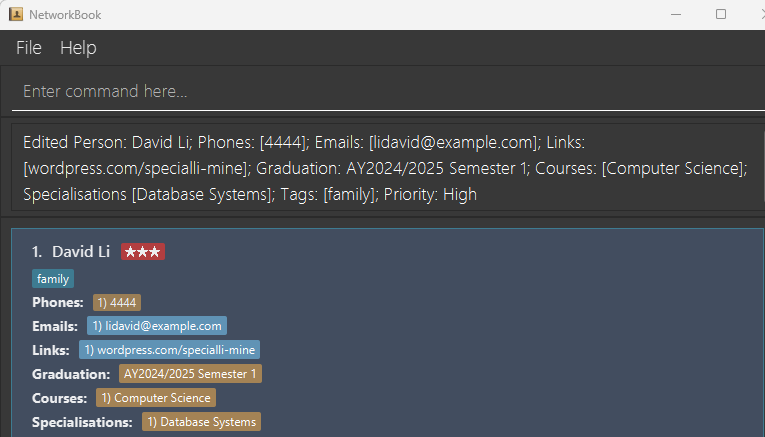 NetworkBook
File Help
Enter command here...
Edited Person: David Li; Phones: [4444]; Emails: [lidavid@example.com]; Links:
[wordpress.com/specialli-mine]; Graduation: AY2024/2025 Semester 1; Courses: [Computer Science];
Specialisations [Database Systems]; Tags: [family]; Priority: High
1. David Li ★★★
family
Phones: 1) 4444
Emails: 1) lidavid@example.com
Links: 1) wordpress.com/specialli-mine
Graduation: AY2024/2025 Semester 1
Courses: 1) Computer Science
Specialisations: 1) Database Systems